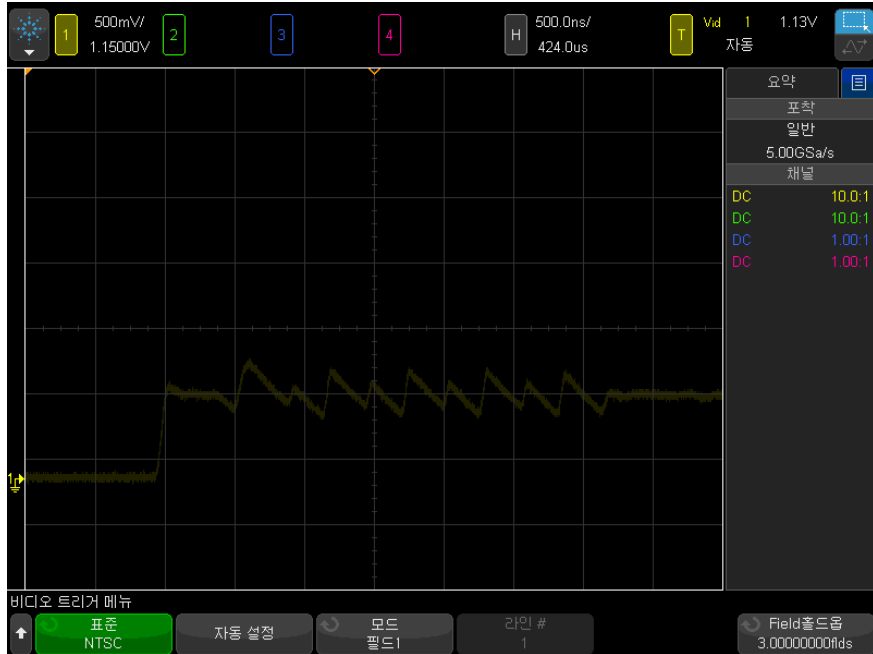 1
500mV/
1.15000V
2
3
4
H
500.0ns/
424.0us
T
Vid 1 1.13V
자동
요약
포착
일반
5.00GSa/s
채널
DC 10.0:1
DC 10.0:1
DC 1.00:1
DC 1.00:1
1
비디오 트리거 메뉴
표준
NTSC
자동 설정
모드
필드1
라인 #
1
Field홀드옵
3.00000000flds